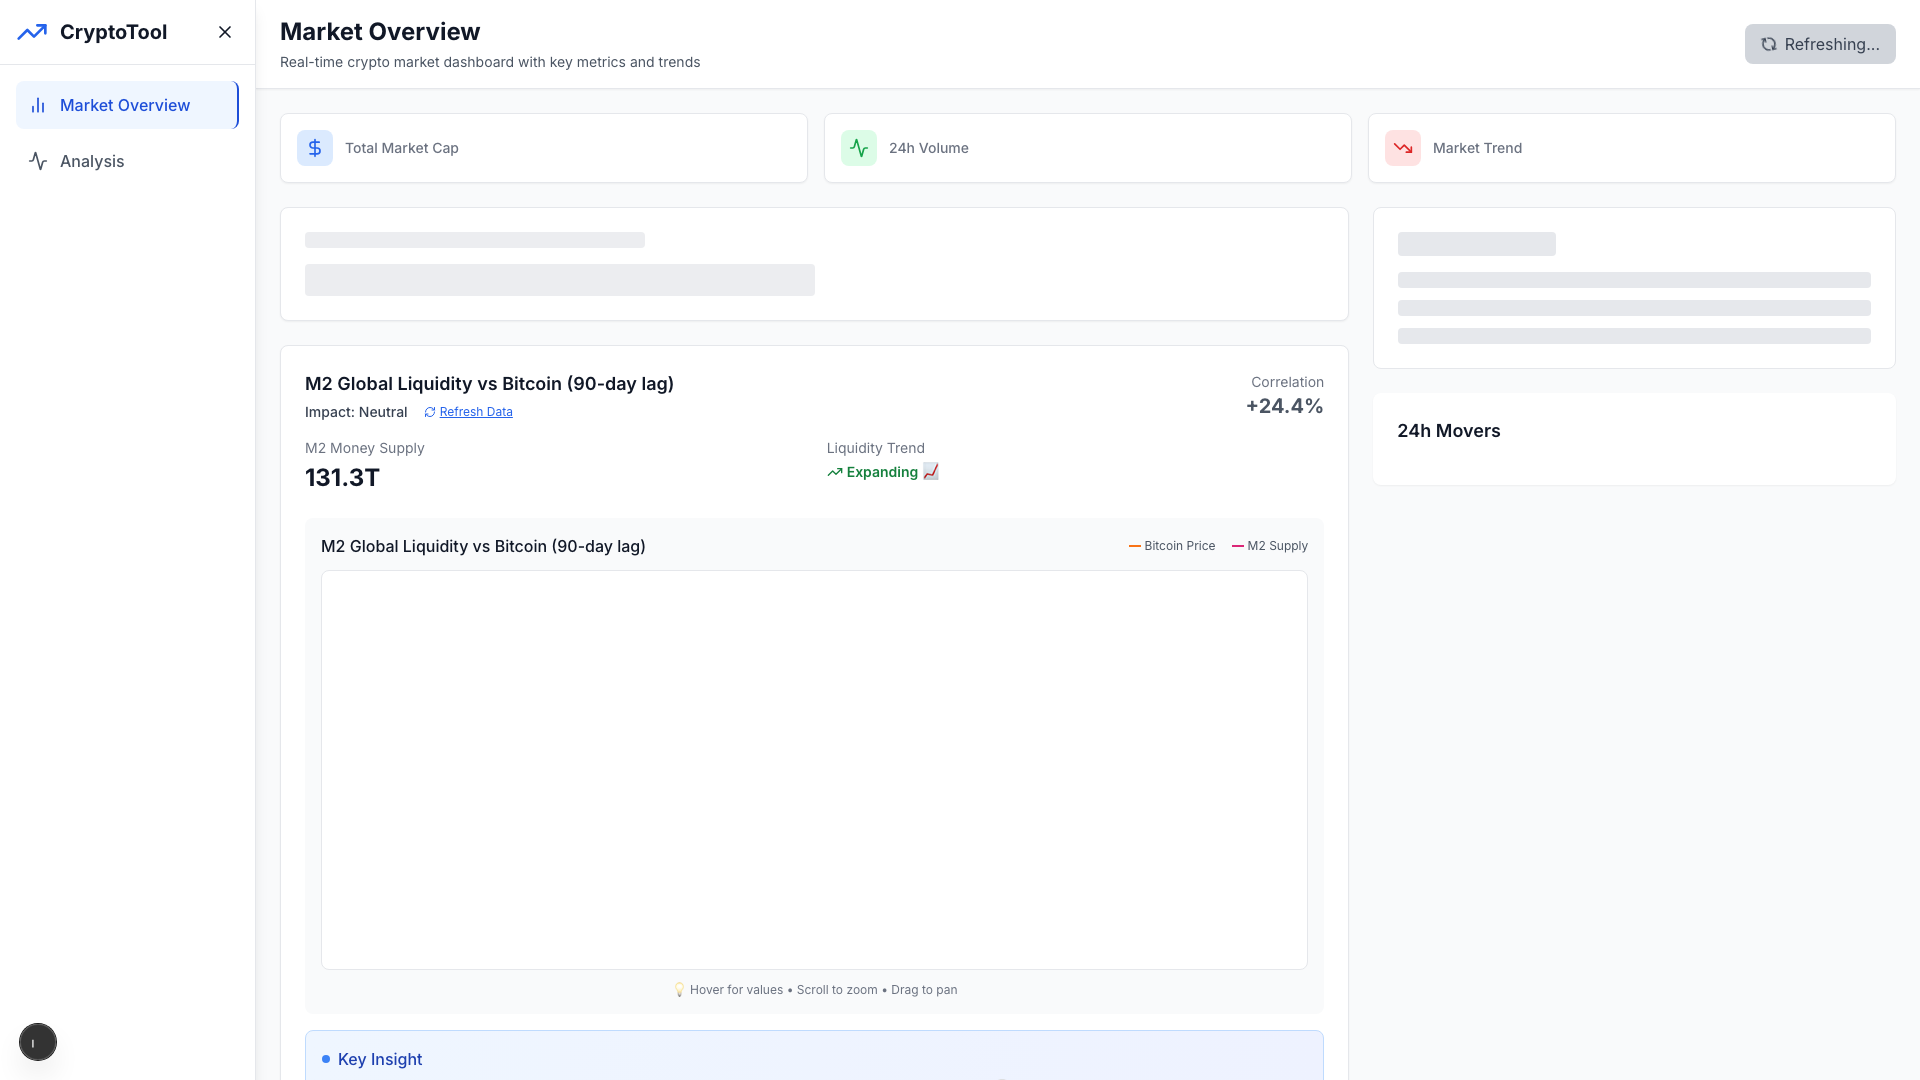 CryptoTool
Market Overview
Analysis
Market Overview
Real-time crypto market dashboard with key metrics and trends
Refreshing...
Total Market Cap
24h Volume
Market Trend
M2 Global Liquidity vs Bitcoin (90-day lag)
Impact: Neutral
Refresh Data
Correlation
+24.4%
M2 Money Supply
131.3T
Liquidity Trend
Expanding
M2 Global Liquidity vs Bitcoin (90-day lag)
Bitcoin Price
M2 Supply
Hover for values • Scroll to zoom • Drag to pan
24h Movers
Key Insight